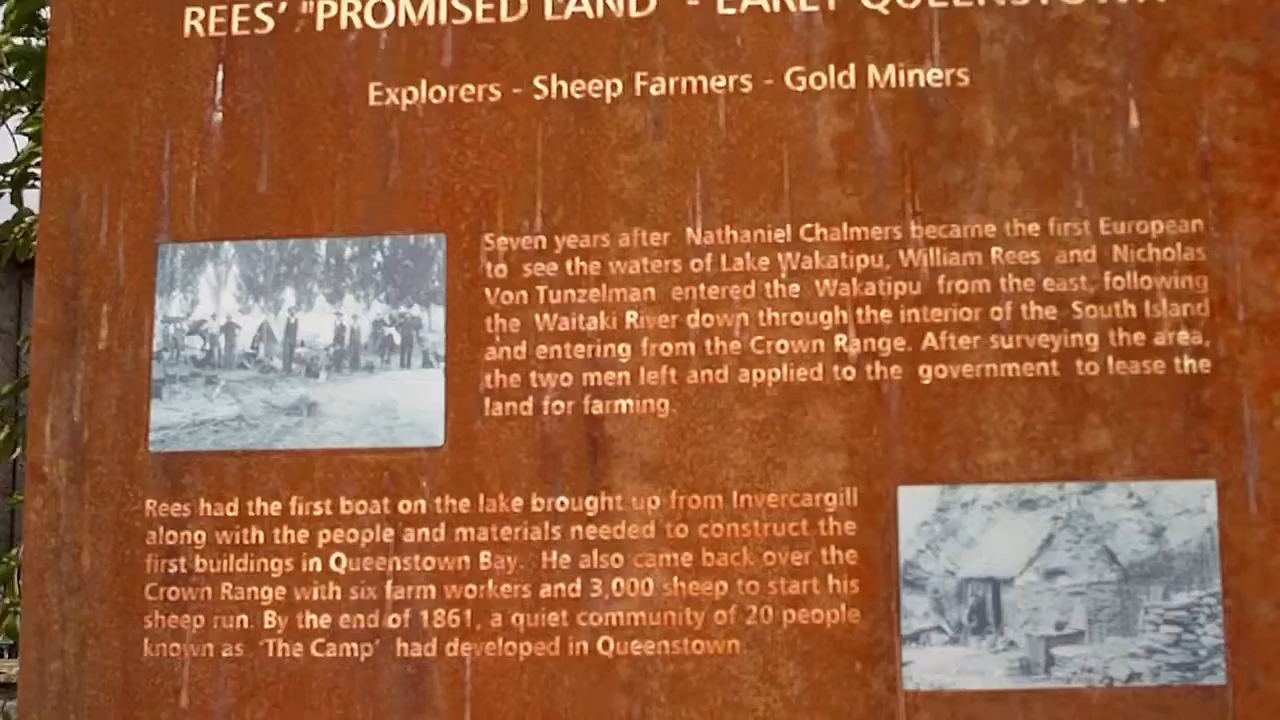 REES' "PROMISED LAND" - EARLY QUEENSTOWN
Explorers - Sheep Farmers - Gold Miners
Seven years after Nathaniel Chalmers became the first European
to see the waters of Lake Wakatipu, William Rees and Nicholas
Von Tunzelman entered the Wakatipu from the east, following
the Waitaki River down through the interior of the South Island
and entering from the Crown Range. After surveying the area,
the two men left and applied to the government to lease the
land for farming.
Rees had the first boat on the lake brought up from Invercargill
along with the people and materials needed to construct the
first buildings in Queenstown Bay. He also came back over the
Crown Range with six farm workers and 3,000 sheep to start his
sheep run. By the end of 1861, a quiet community of 20 people
known as 'The Camp' had developed in Queenstown.